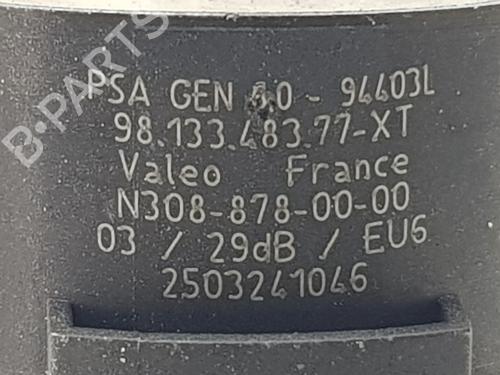 B-PARTS
PSA GEN 4.0 - 94403L
98.133.483.77-XT
Valeo France
N308-878-00-00
03 / 29dB / EU6
2503241046